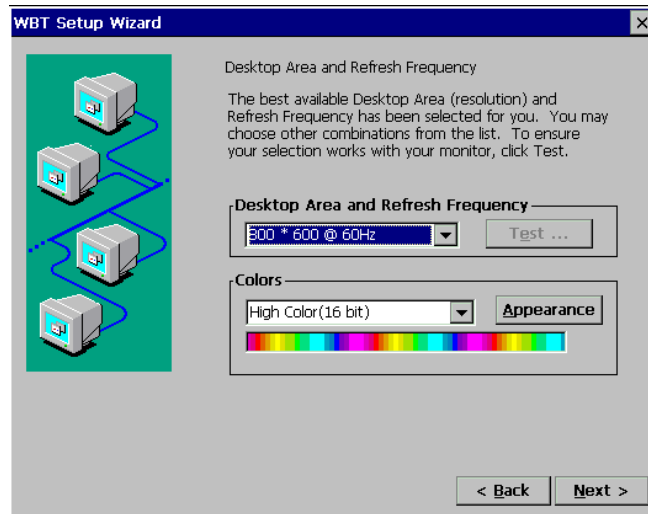 WBT Setup Wizard
Desktop Area and Refresh Frequency
The best available Desktop Area (resolution) and
Refresh Frequency has been selected for you. You may
choose other combinations from the list. To ensure
your selection works with your monitor, click Test.
Desktop Area and Refresh Frequency
800 * 600 @ 60Hz
Test ...
Colors
High Color(16 bit)
Appearance
< Back
Next >